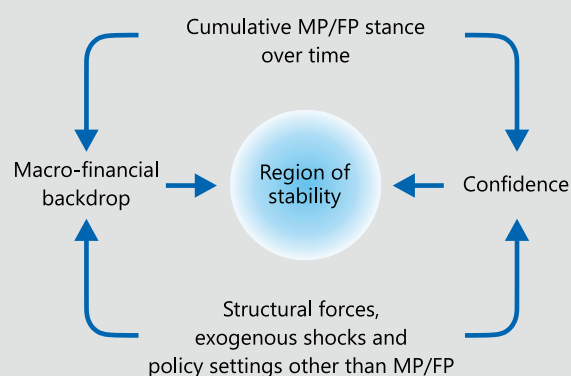 Cumulative MP/FP stance
over time
Macro-financial
backdrop
Region of
stability
Confidence
Structural forces,
exogenous shocks and
policy settings other than MP/FP